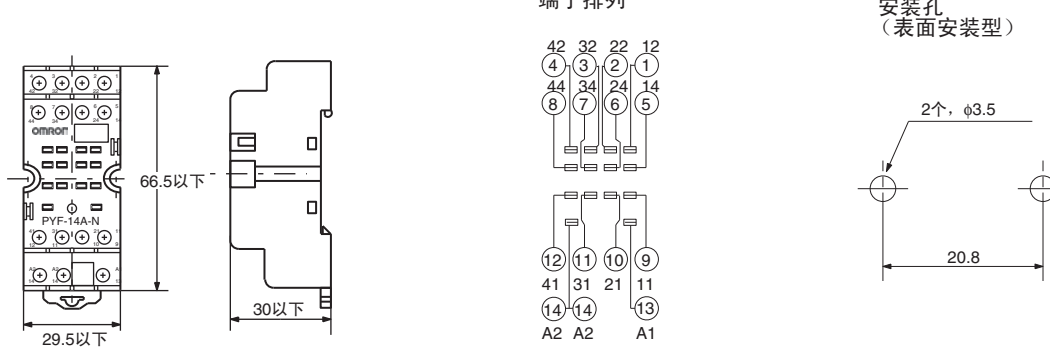 端子排列
安装孔
（表面安装型）
42 32 22 12
4 3 2 1
44 34 24 14
8 7 6 5
2个，ϕ3.5
OMRON
66.5以下
PYF-14A-N
12 11 10 9
41 31 21 11
14 14 13
A2 A2 A1
20.8
30以下
29.5以下